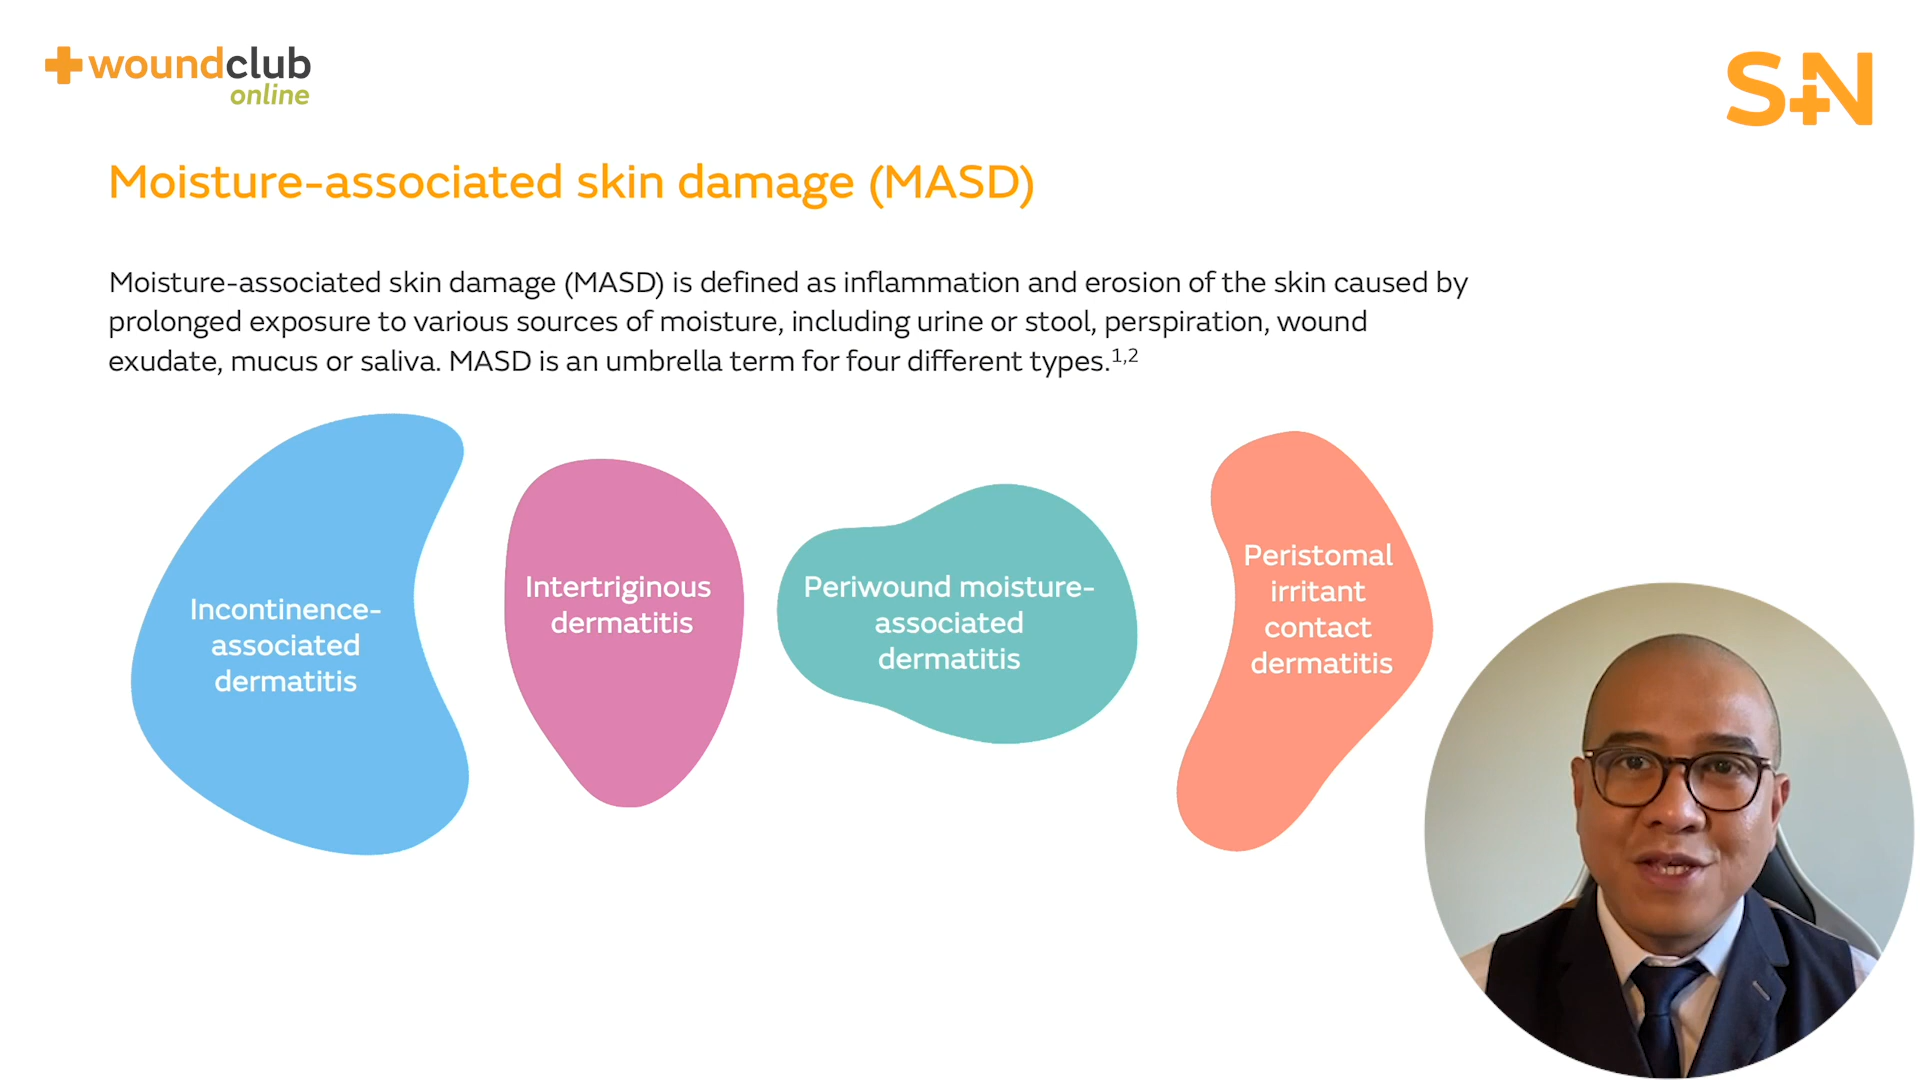 woundclub
online
S+N
Moisture-associated skin damage (MASD)
Moisture-associated skin damage (MASD) is defined as inflammation and erosion of the skin caused by
prolonged exposure to various sources of moisture, including urine or stool, perspiration, wound
exudate, mucus or saliva. MASD is an umbrella term for four different types.1,2
Incontinence-
associated
dermatitis
Intertriginous
dermatitis
Periwound moisture-
associated
dermatitis
Peristomal
irritant
contact
dermatitis